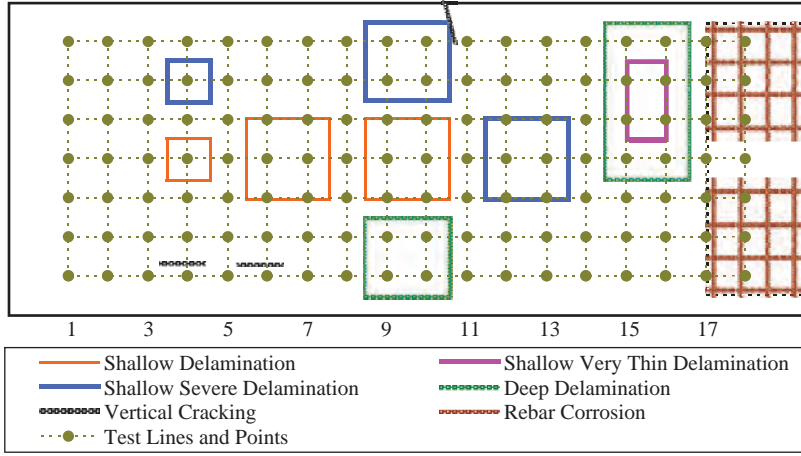 1 3 5 7 9 11 13 15 17
Shallow Delamination Shallow Very Thin Delamination
Shallow Severe Delamination Deep Delamination
Vertical Cracking Rebar Corrosion
Test Lines and Points